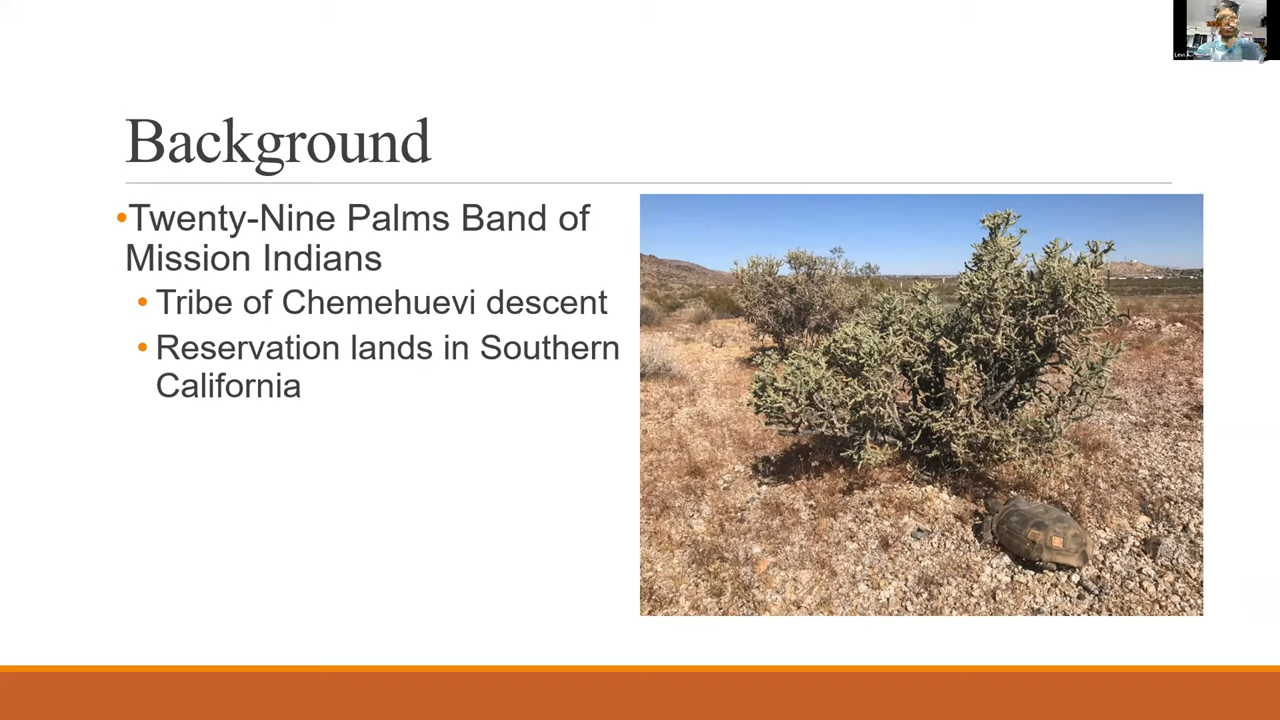 Background
•Twenty-Nine Palms Band of
Mission Indians
• Tribe of Chemehuevi descent
• Reservation lands in Southern
California